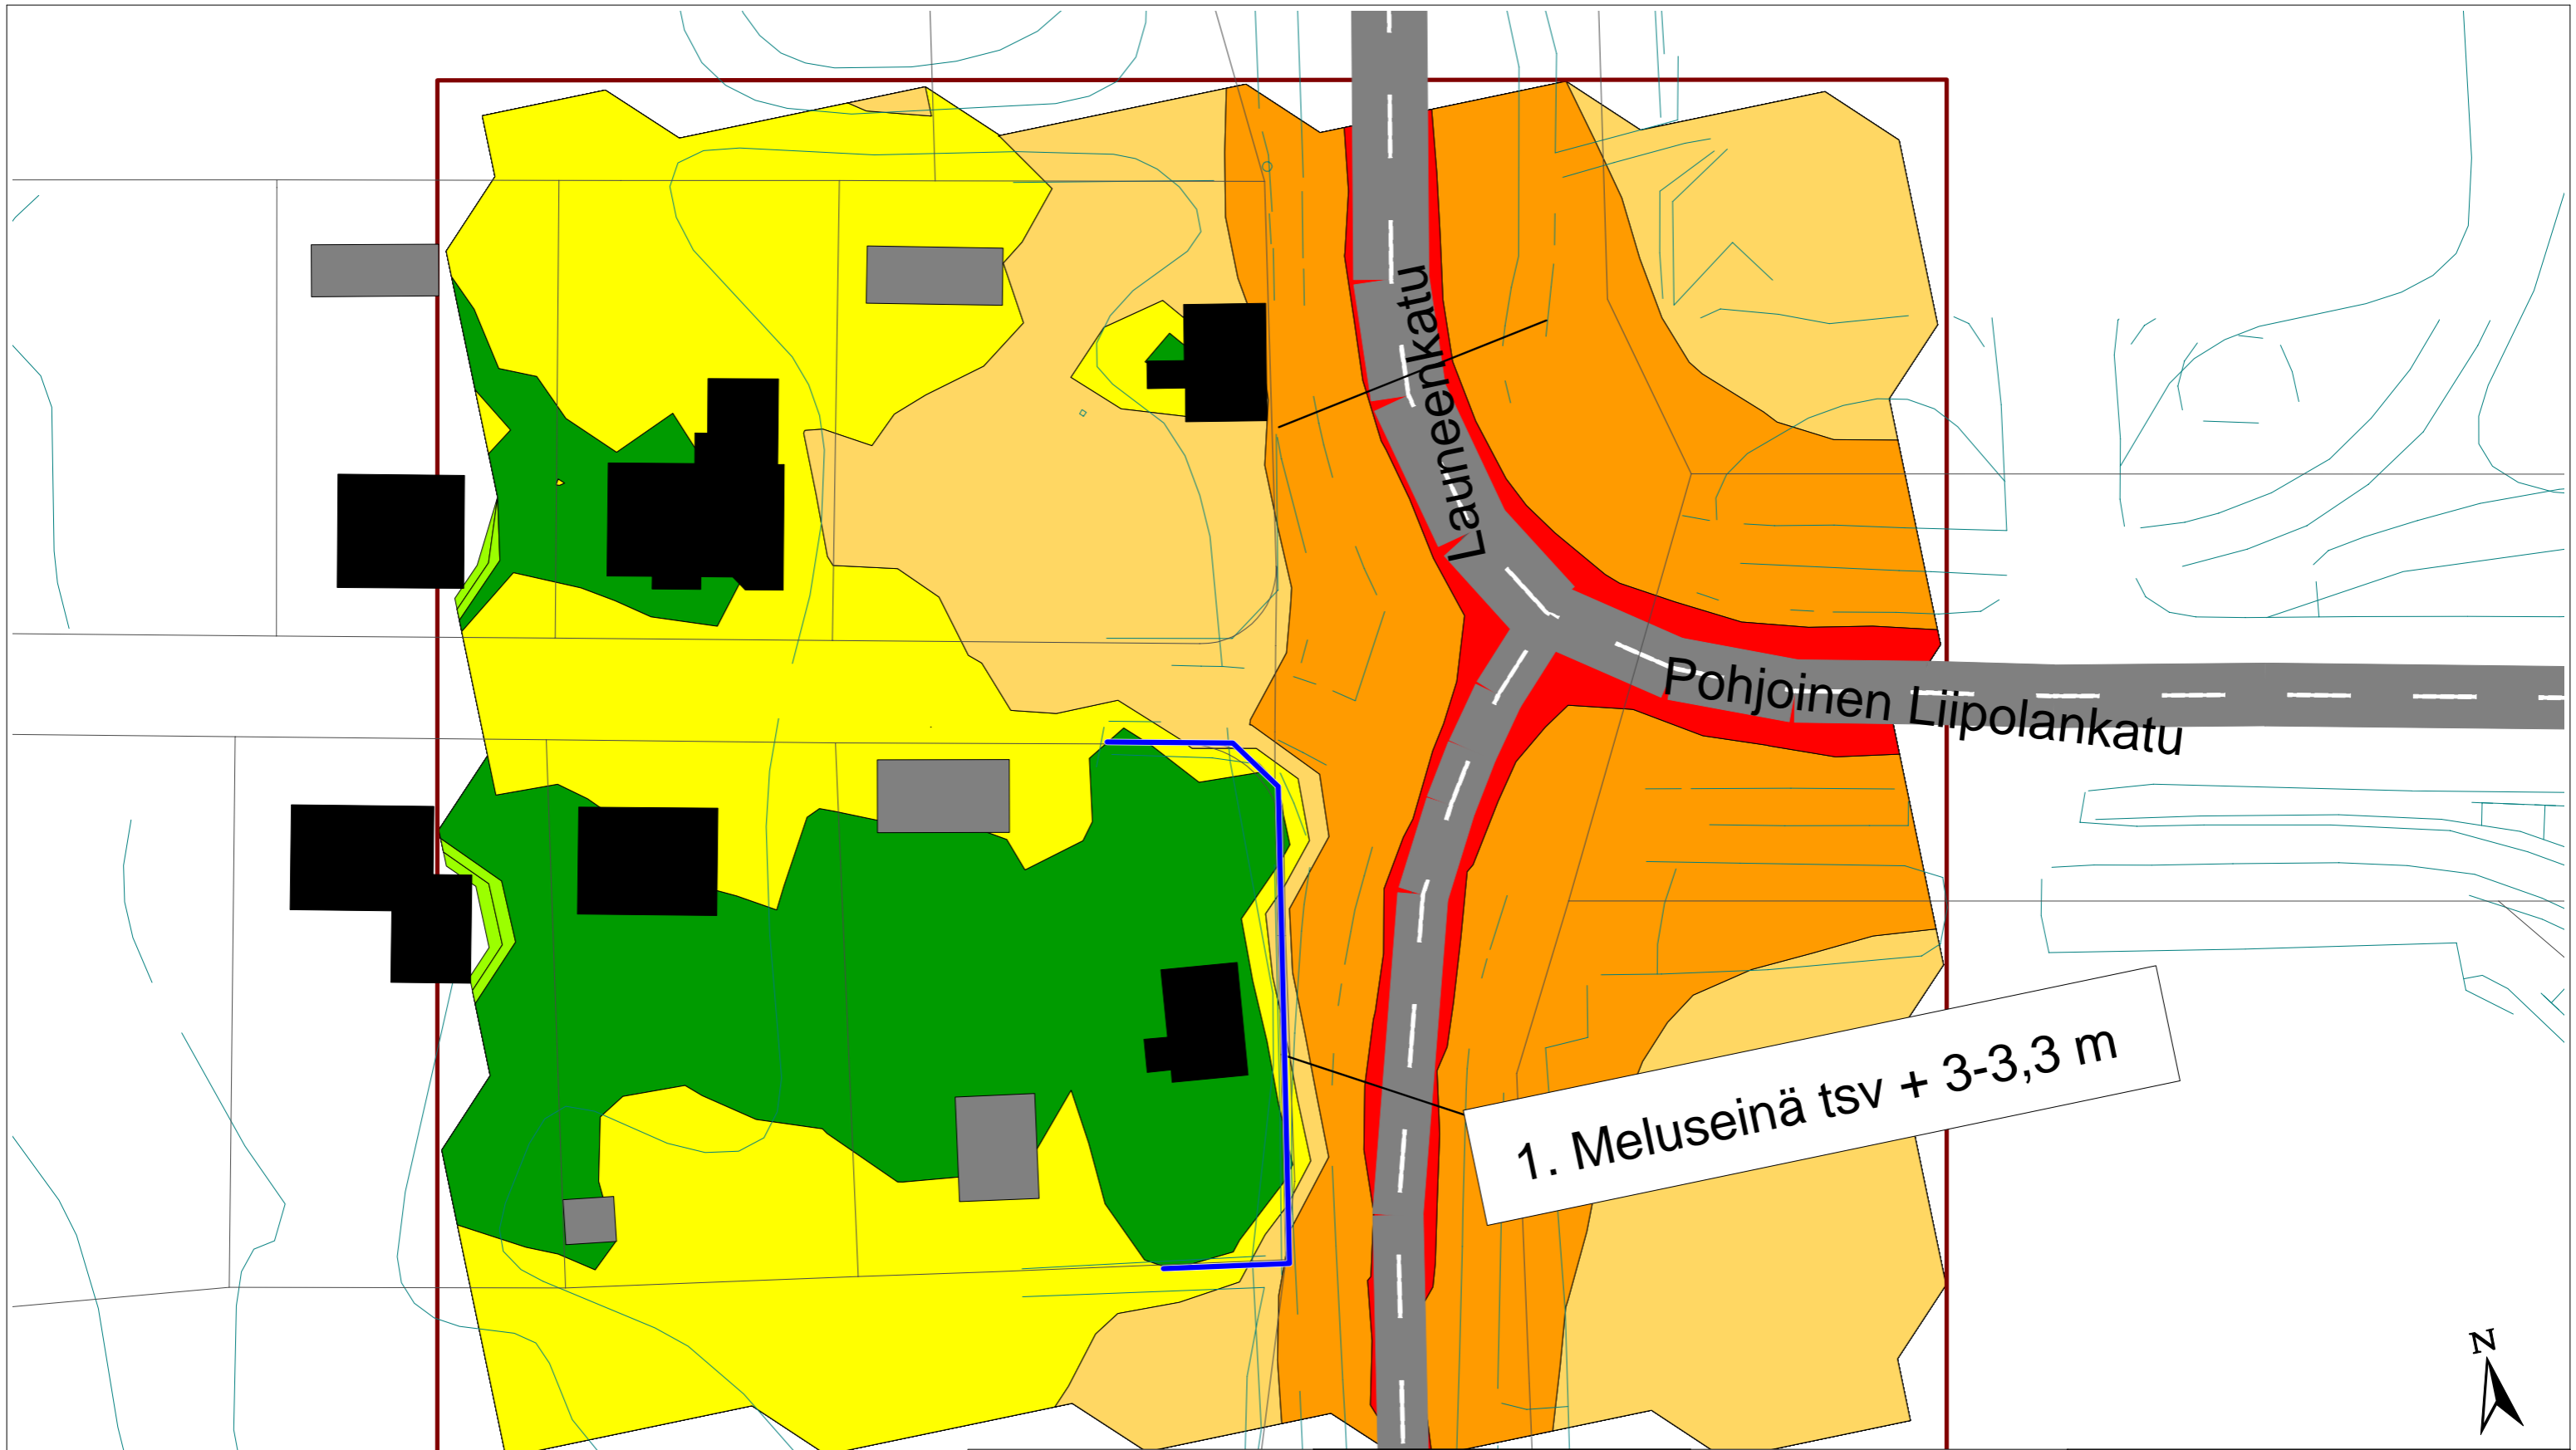 Launeenkatu
Pohjoinen Liipolankatu
1. Meluseinä tsv + 3-3,3 m
N